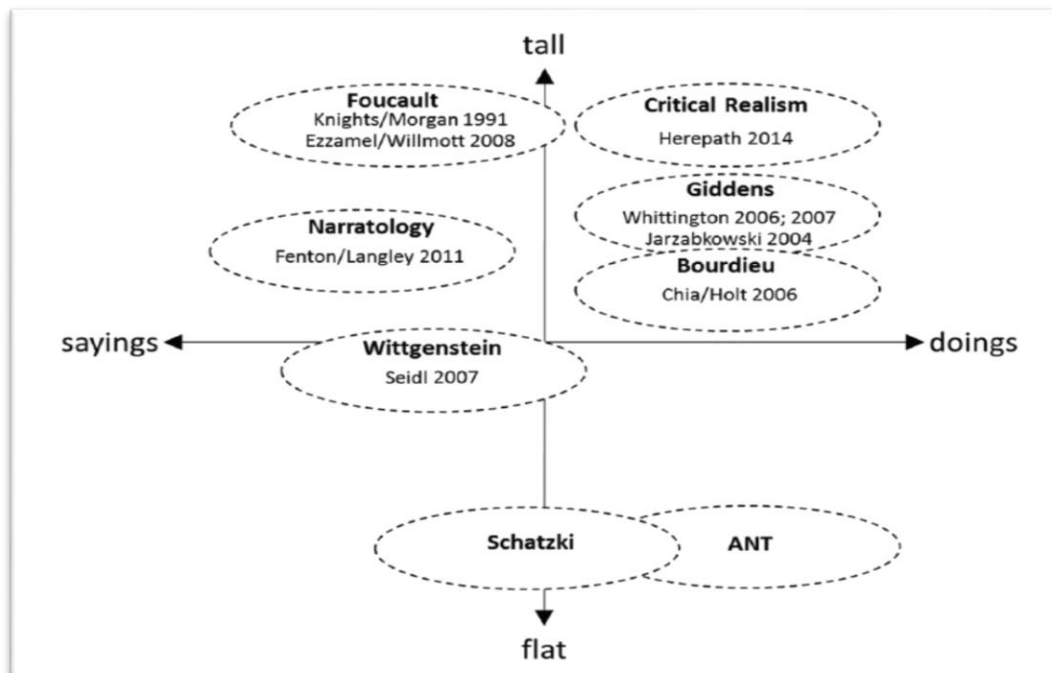 tall
Foucault
Knights/Morgan 1991
Ezzamel/Willmott 2008
Critical Realism
Herepath 2014
Giddens
Whittington 2006; 2007
Jarzabkowski 2004
Narratology
Fenton/Langley 2011
Bourdieu
Chia/Holt 2006
sayings
doings
Wittgenstein
Seidl 2007
Schatzki
ANT
flat